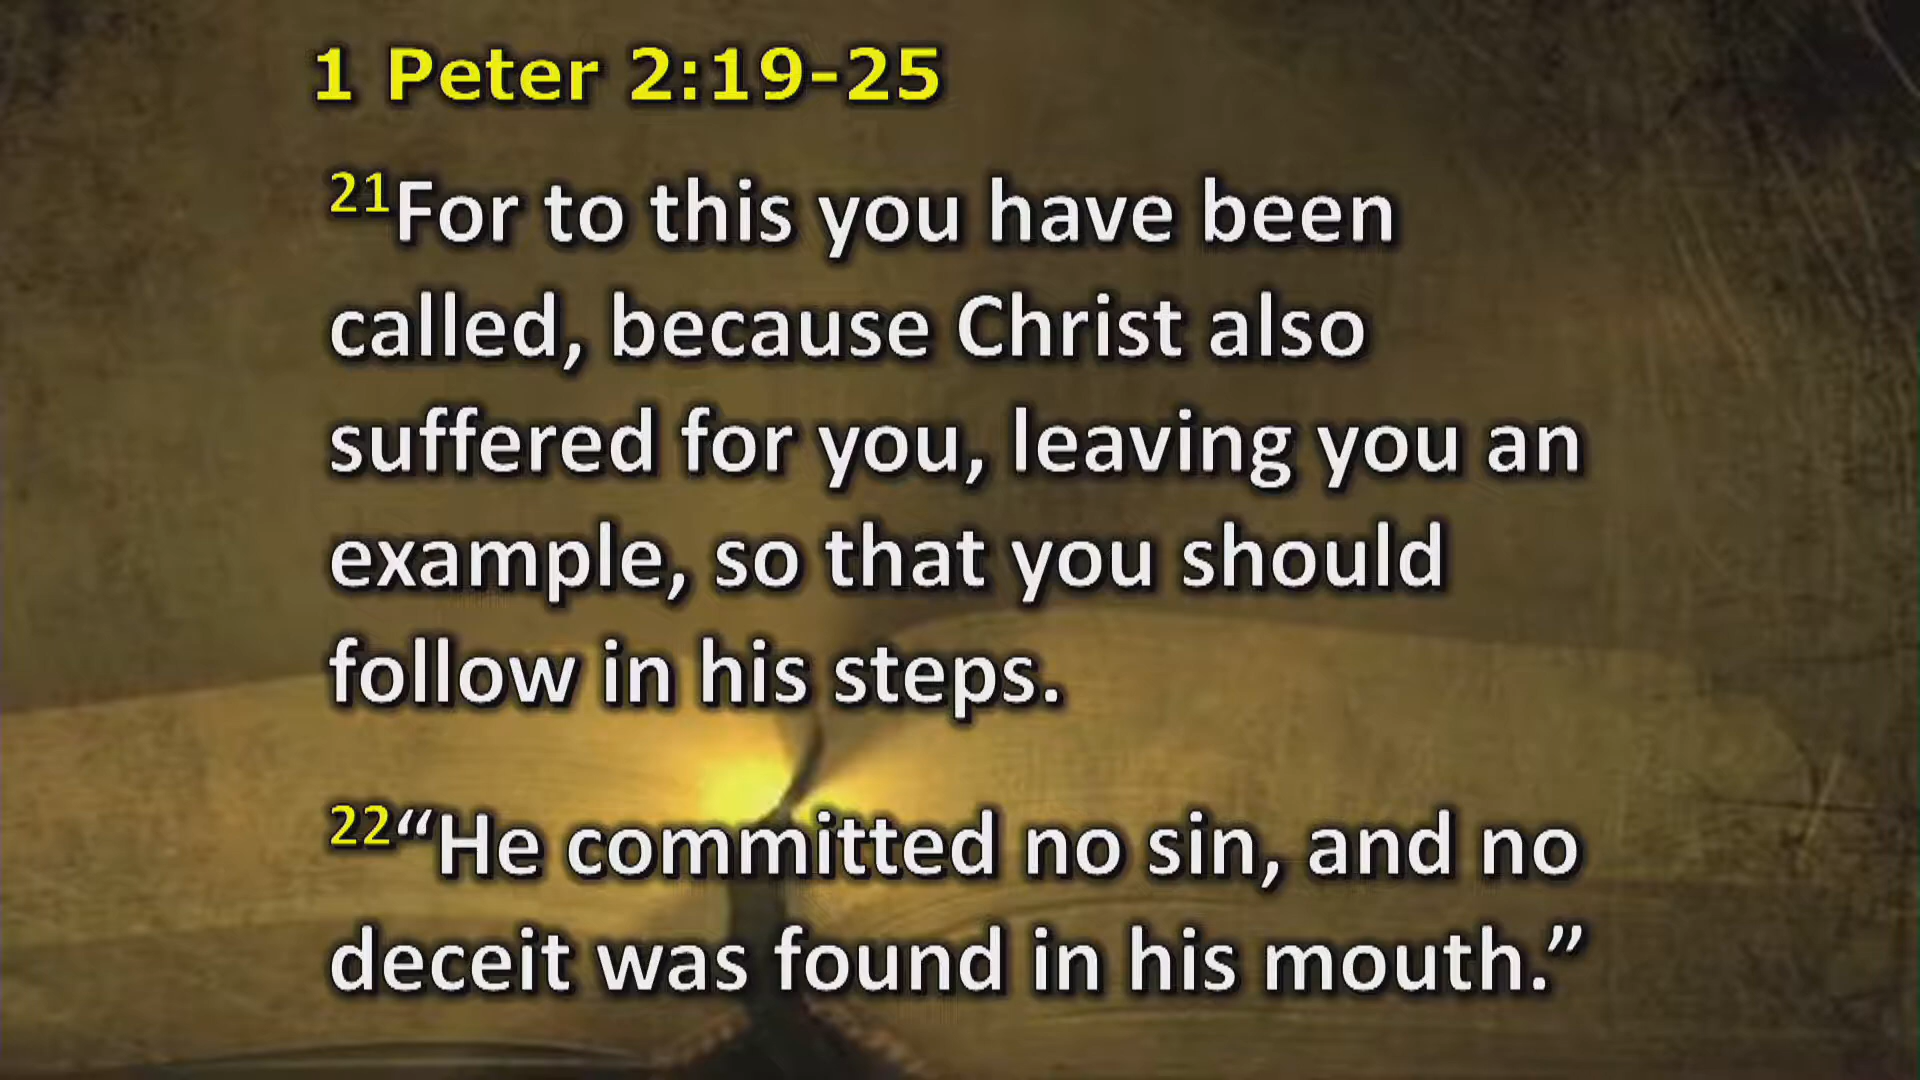 1 Peter 2:19-25
21For to this you have been
called, because Christ also
suffered for you, leaving you an
example, so that you should
follow in his steps.
22“He committed no sin, and no
deceit was found in his mouth.”